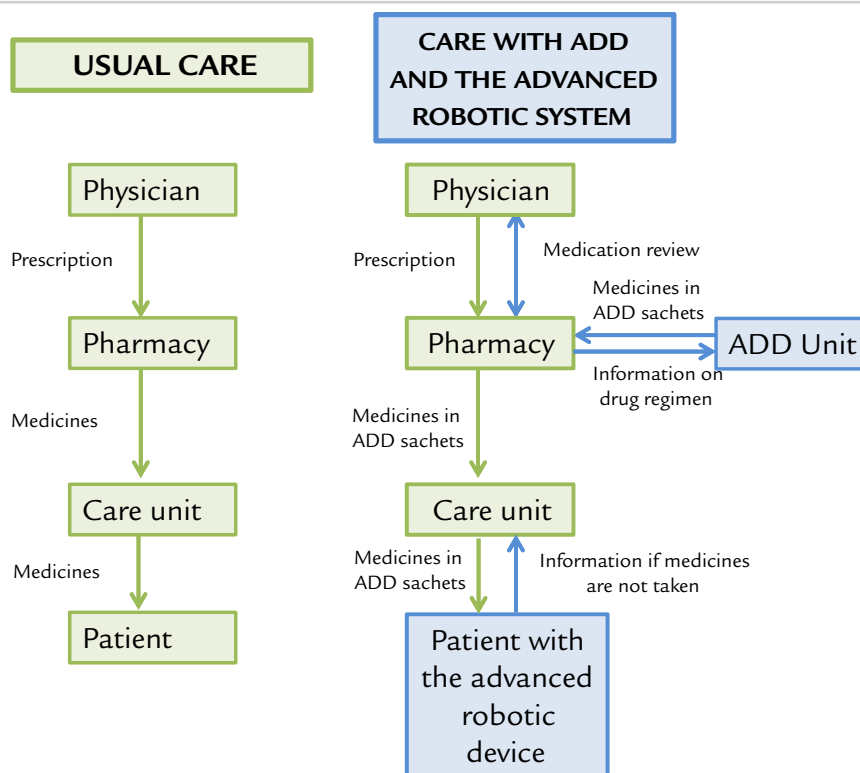 USUAL CARE
CARE WITH ADD
AND THE ADVANCED
ROBOTIC SYSTEM
Physician
Prescription
Pharmacy
Medicines
Care unit
Medicines
Patient
Physician
Prescription
Medication review
Medicines in
ADD sachets
Pharmacy
ADD Unit
Information on
drug regimen
Medicines in
ADD sachets
Care unit
Medicines in
ADD sachets
Information if medicines
are not taken
Patient with
the advanced
robotic
device